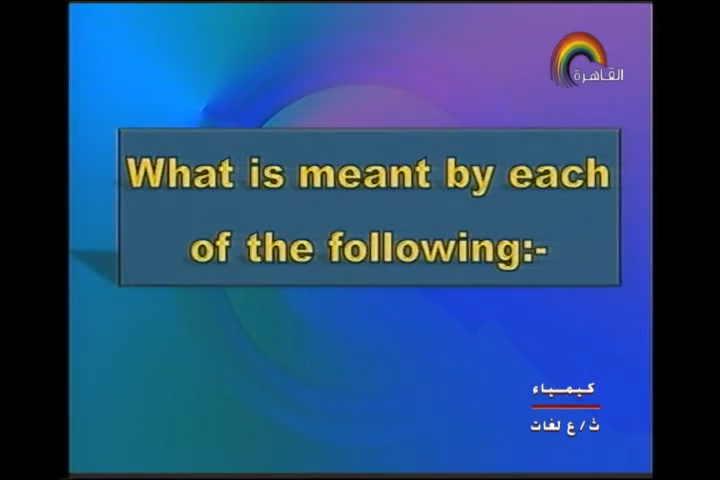 القاهرة
What is meant by each
of the following:-
كيمياء
ث/ع لغات